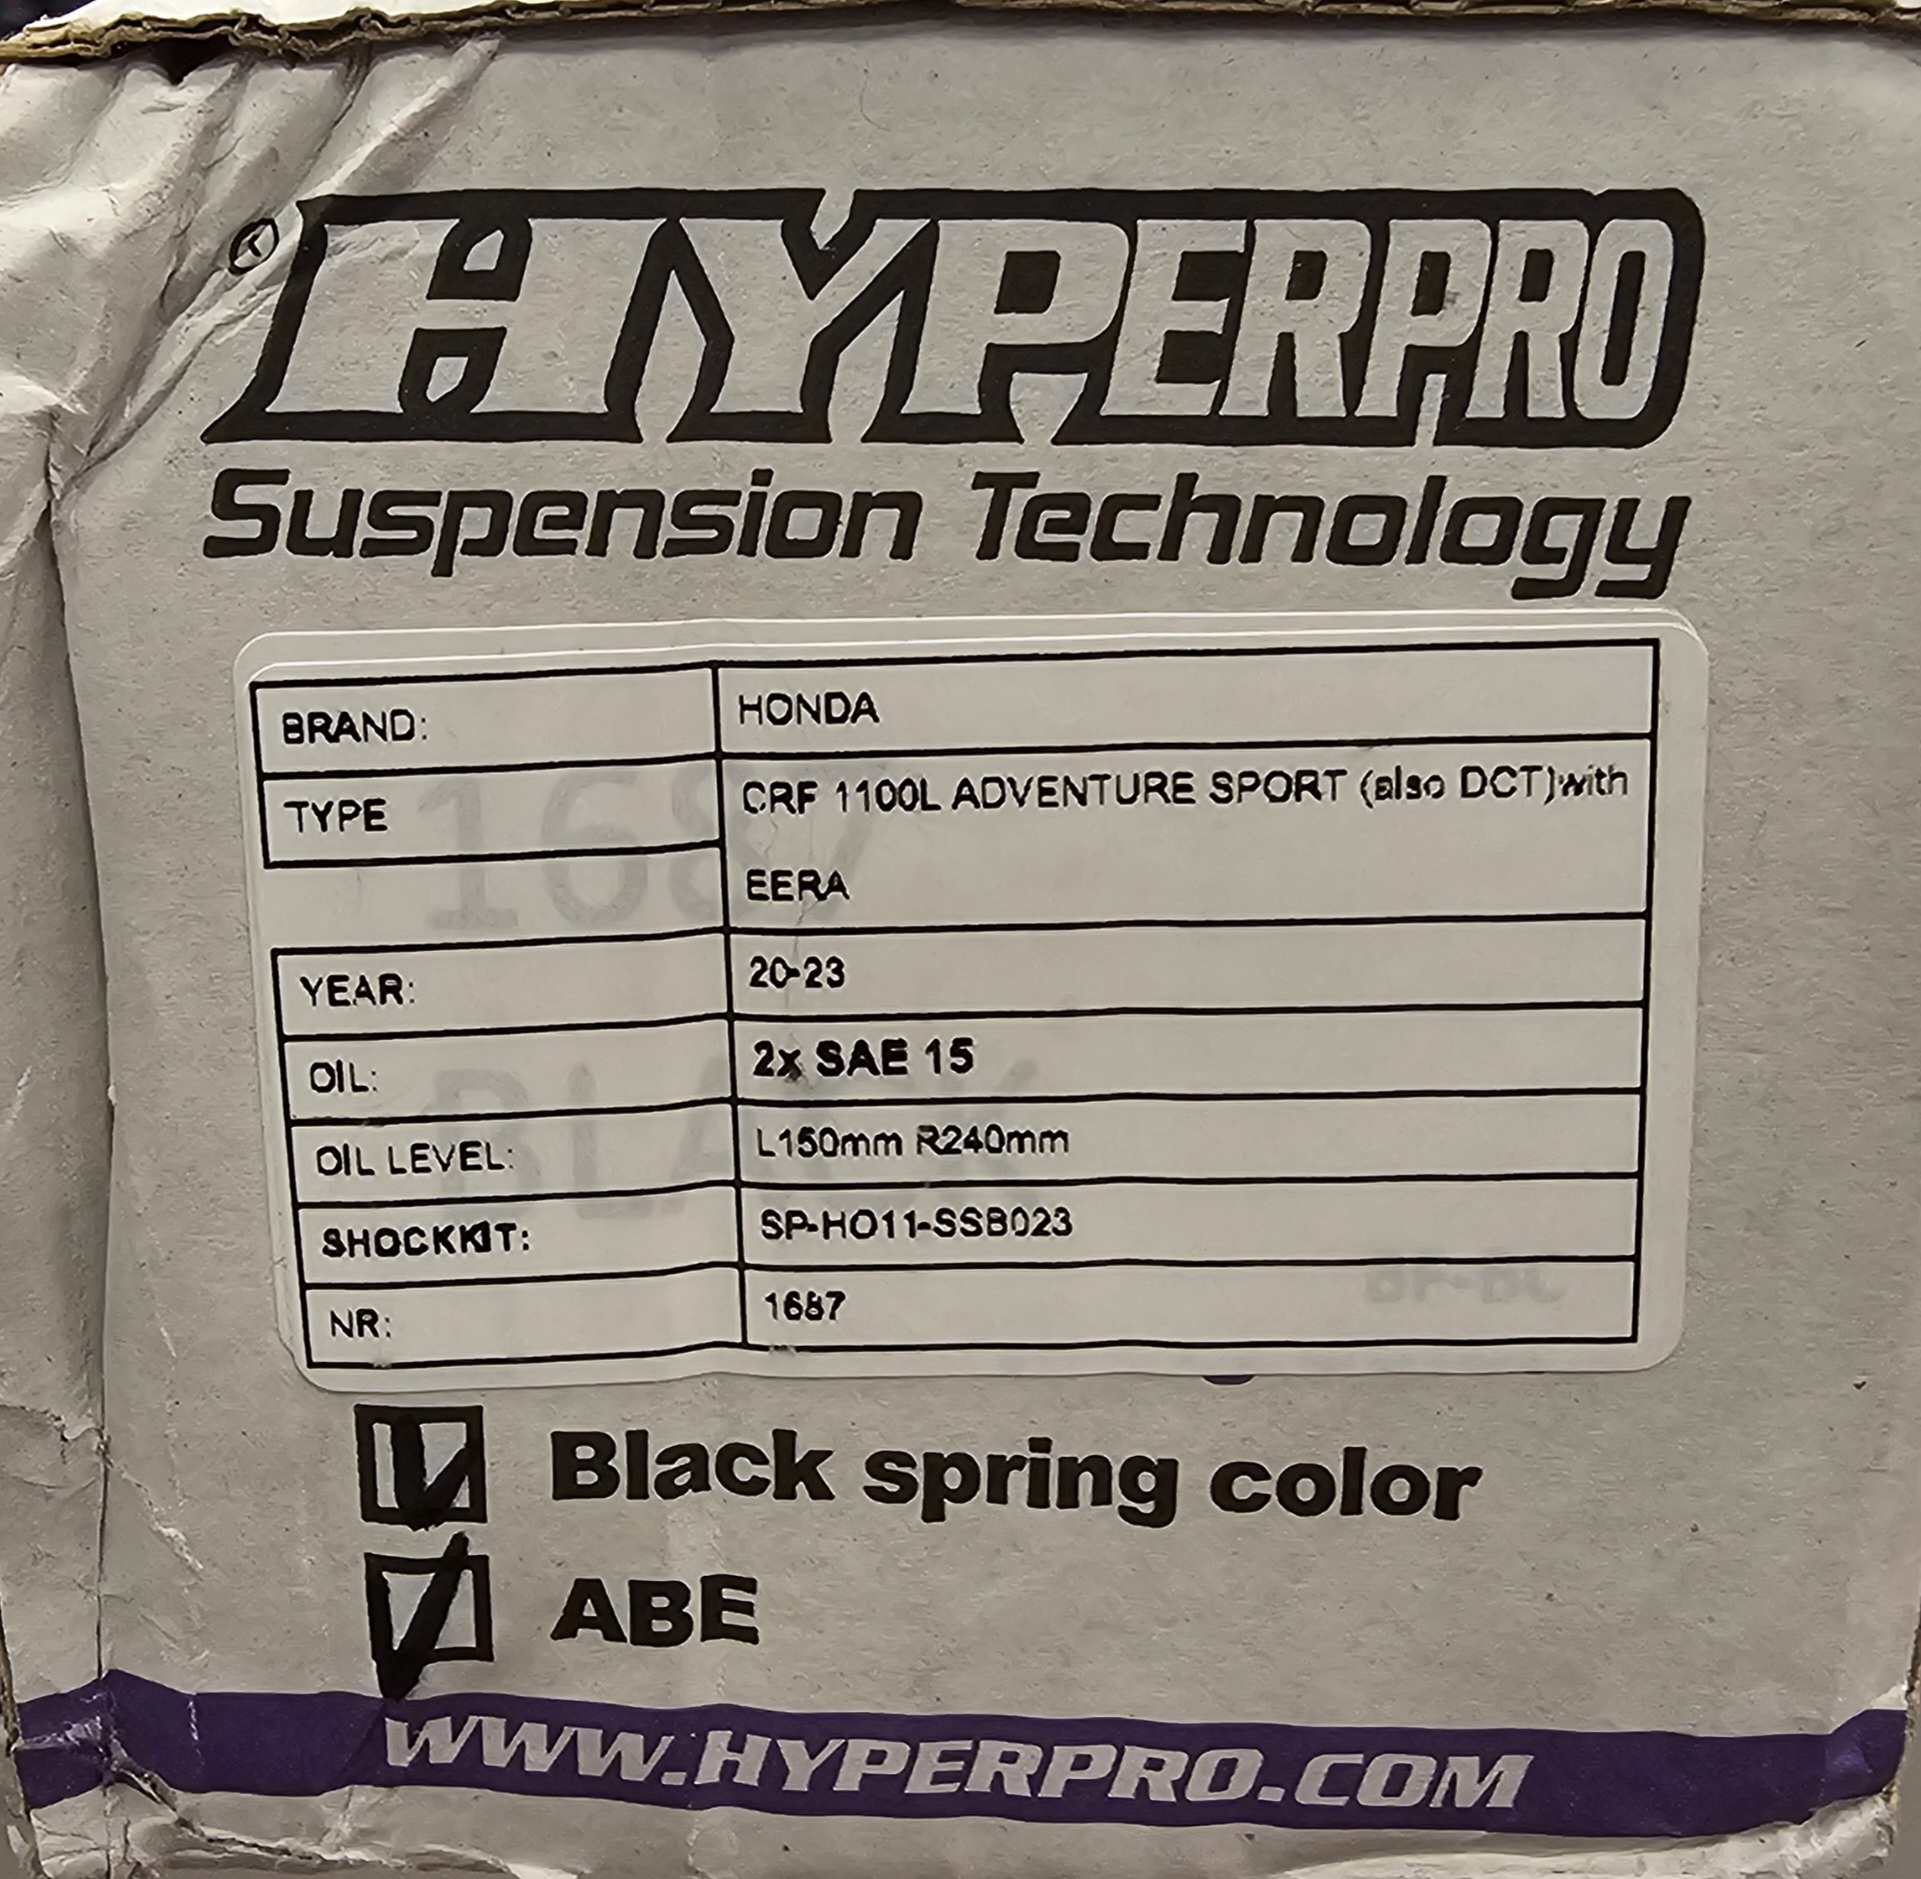 HYPERPRO
Suspension Technology
BRAND: HONDA
TYPE CRF 1100L ADVENTURE SPORT (also DCT)with
EERA
YEAR: 20-23
OIL: 2x SAE 15
OIL LEVEL: L150mm R240mm
SHOCKKIT: SP-HO11-SSB023
NR: 1687
Black spring color
ABE
WWW.HYPERPRO.COM